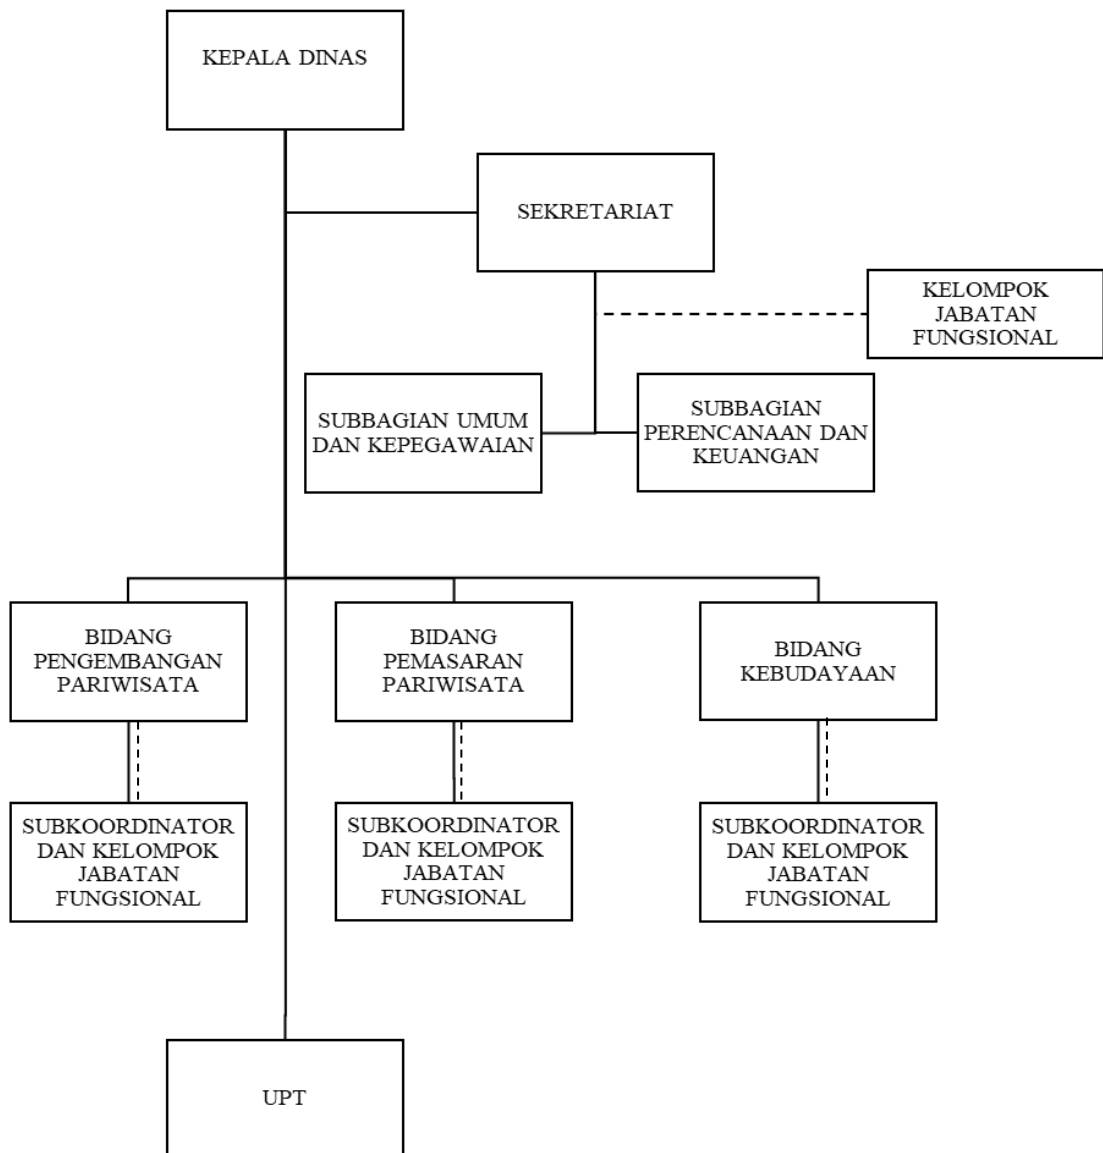 KEPALA DINAS
SEKRETARIAT
KELOMPOK
JABATAN
FUNGSIONAL
SUBBAGIAN UMUM
DAN KEPEGAWAIAN
SUBBAGIAN
PERENCANAAN DAN
KEUANGAN
BIDANG
PENGEMBANGAN
PARIWISATA
BIDANG
PEMASARAN
PARIWISATA
BIDANG
KEBUDAYAAN
SUBKOORDINATOR
DAN KELOMPOK
JABATAN
FUNGSIONAL
SUBKOORDINATOR
DAN KELOMPOK
JABATAN
FUNGSIONAL
SUBKOORDINATOR
DAN KELOMPOK
JABATAN
FUNGSIONAL
UPT